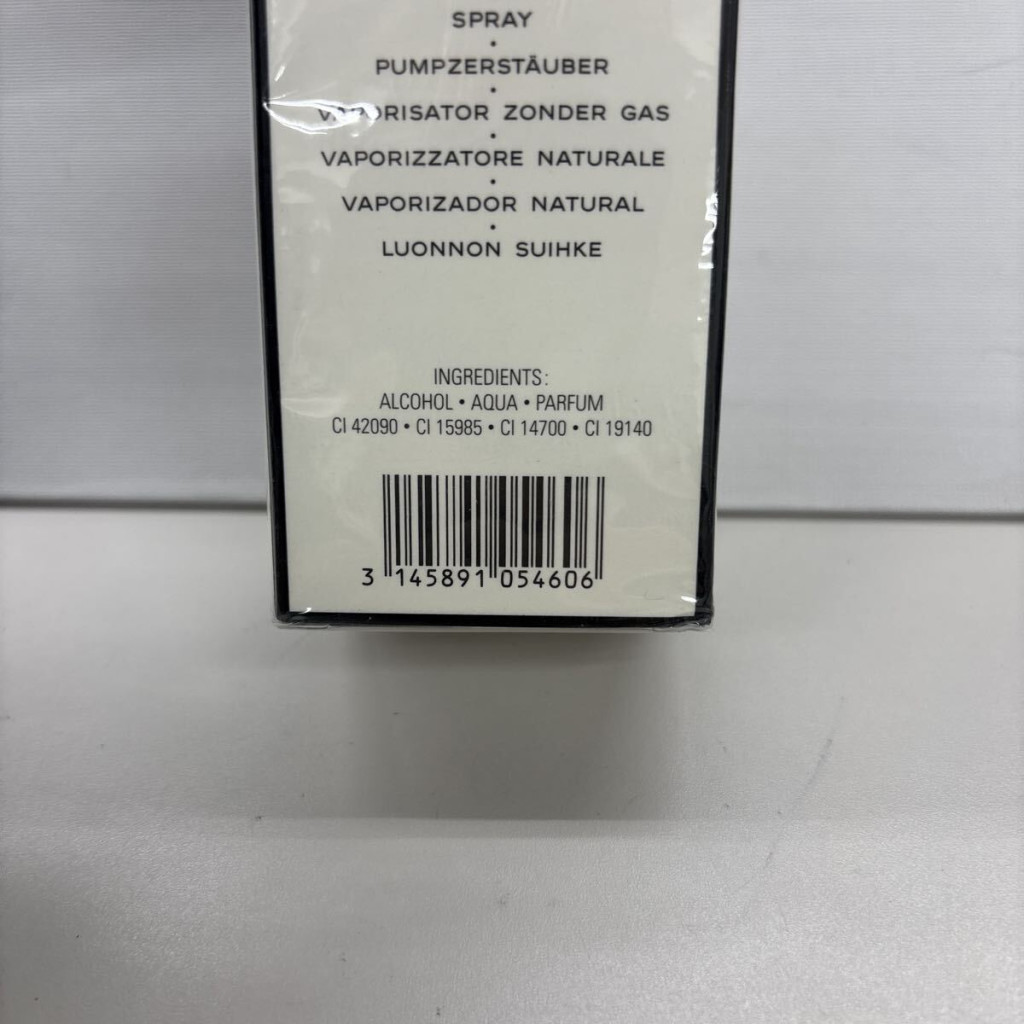 SPRAY
•
PUMPZERSTÄUBER
•
VAPORISATOR ZONDER GAS
•
VAPORIZZATORE NATURALE
•
VAPORIZADOR NATURAL
•
LUONNON SUIHKE
INGREDIENTS:
ALCOHOL • AQUA • PARFUM
CI 42090 • CI 15985 • CI 14700 • CI 19140
3 145891 054606